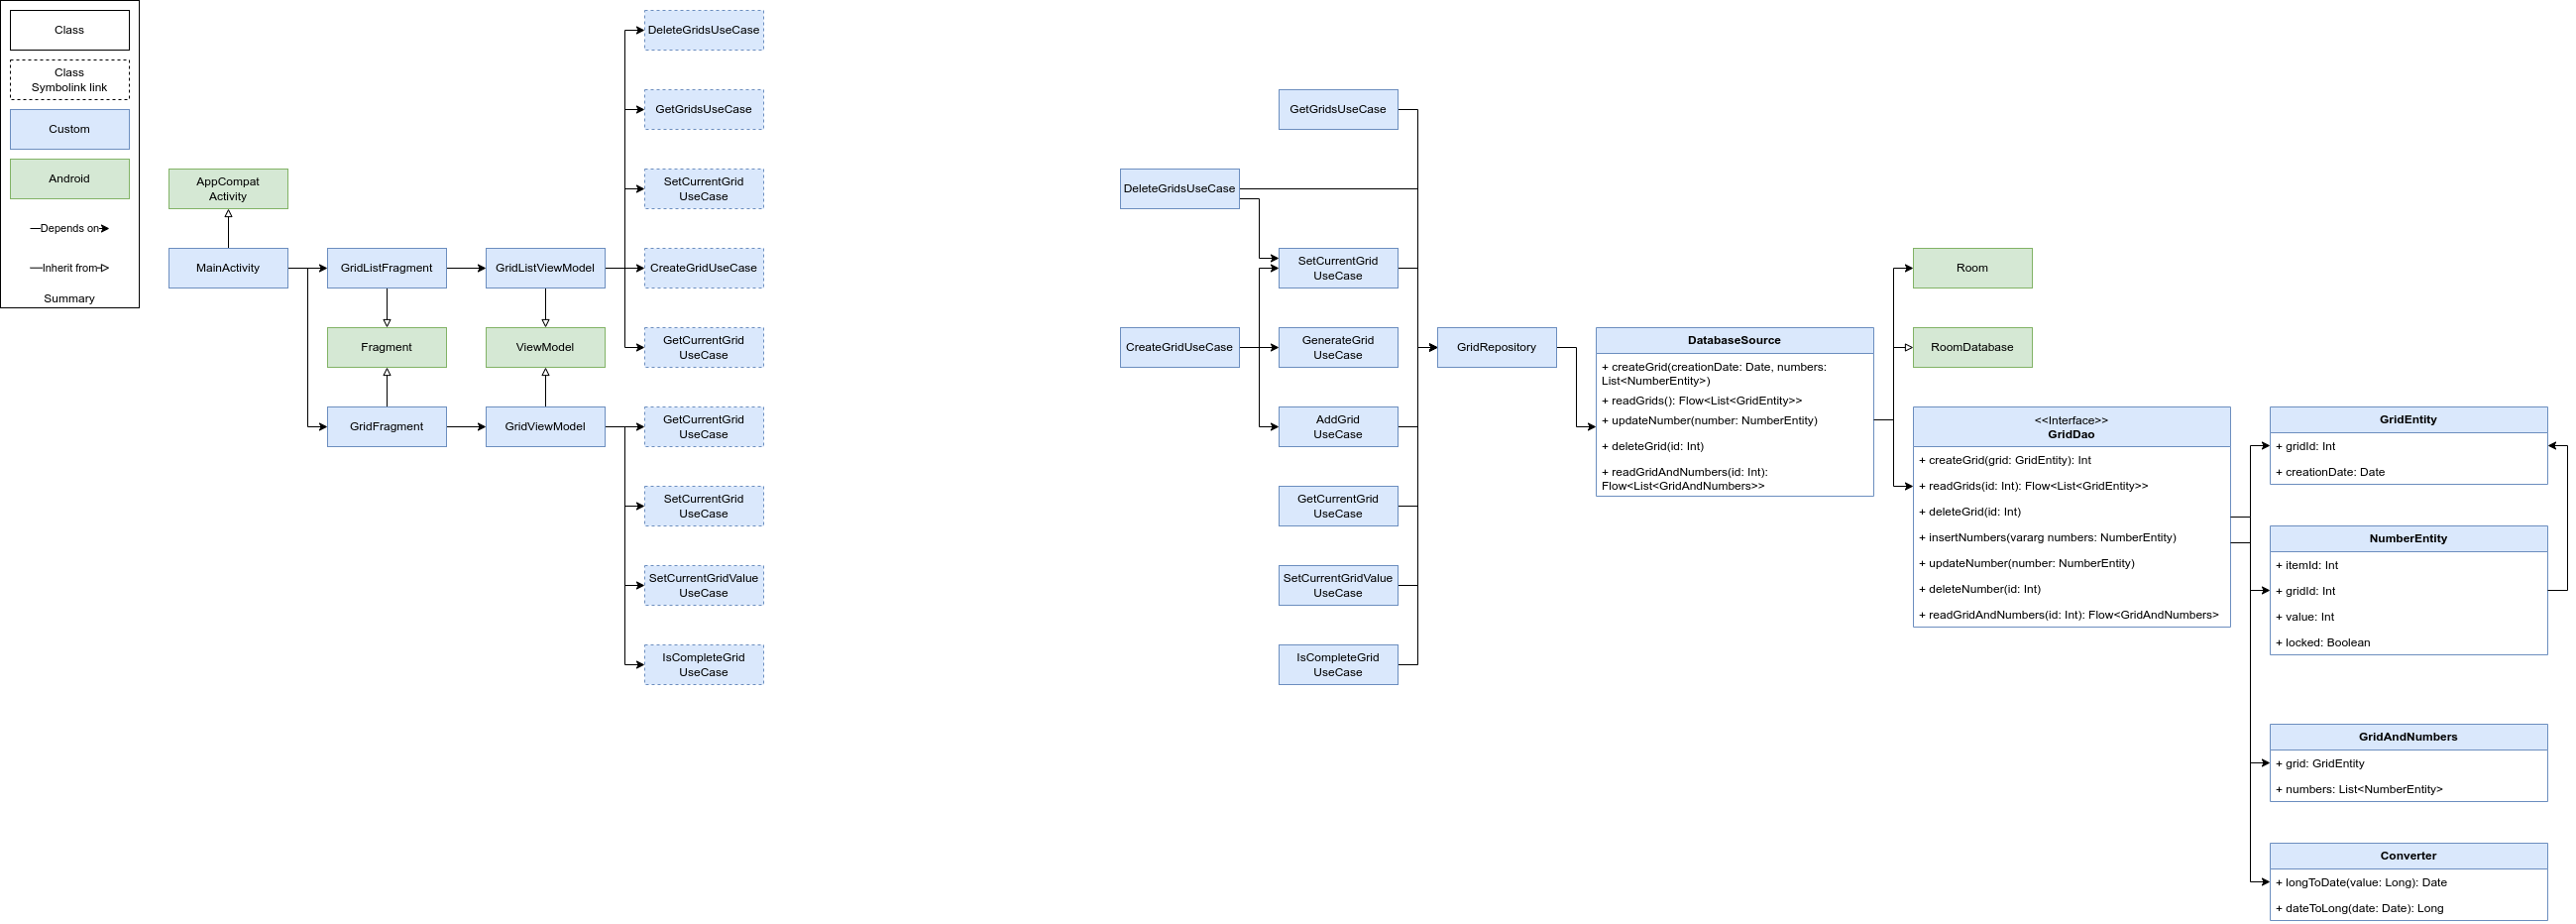 Class
Class
Symbolink link
Custom
Android
Depends on
Inherit from
Summary
AppCompat
Activity
MainActivity
GridListFragment
GridListViewModel
Fragment
ViewModel
GridFragment
GridViewModel
DeleteGridsUseCase
GetGridsUseCase
SetCurrentGrid
UseCase
CreateGridUseCase
GetCurrentGrid
UseCase
GetCurrentGrid
UseCase
SetCurrentGrid
UseCase
SetCurrentGridValue
UseCase
IsCompleteGrid
UseCase
GetGridsUseCase
DeleteGridsUseCase
SetCurrentGrid
UseCase
CreateGridUseCase
GenerateGrid
UseCase
AddGrid
UseCase
GetCurrentGrid
UseCase
SetCurrentGridValue
UseCase
IsCompleteGrid
UseCase
GridRepository
DatabaseSource
+ createGrid(creationDate: Date, numbers:
List<NumberEntity>)
+ readGrids(): Flow<List<GridEntity>>
+ updateNumber(number: NumberEntity)
+ deleteGrid(id: Int)
+ readGridAndNumbers(id: Int):
Flow<List<GridAndNumbers>>
Room
RoomDatabase
<<Interface>>
GridDao
+ createGrid(grid: GridEntity): Int
+ readGrids(id: Int): Flow<List<GridEntity>>
+ deleteGrid(id: Int)
+ insertNumbers(vararg numbers: NumberEntity)
+ updateNumber(number: NumberEntity)
+ deleteNumber(id: Int)
+ readGridAndNumbers(id: Int): Flow<GridAndNumbers>
GridEntity
+ gridId: Int
+ creationDate: Date
NumberEntity
+ itemId: Int
+ gridId: Int
+ value: Int
+ locked: Boolean
GridAndNumbers
+ grid: GridEntity
+ numbers: List<NumberEntity>
Converter
+ longToDate(value: Long): Date
+ dateToLong(date: Date): Long